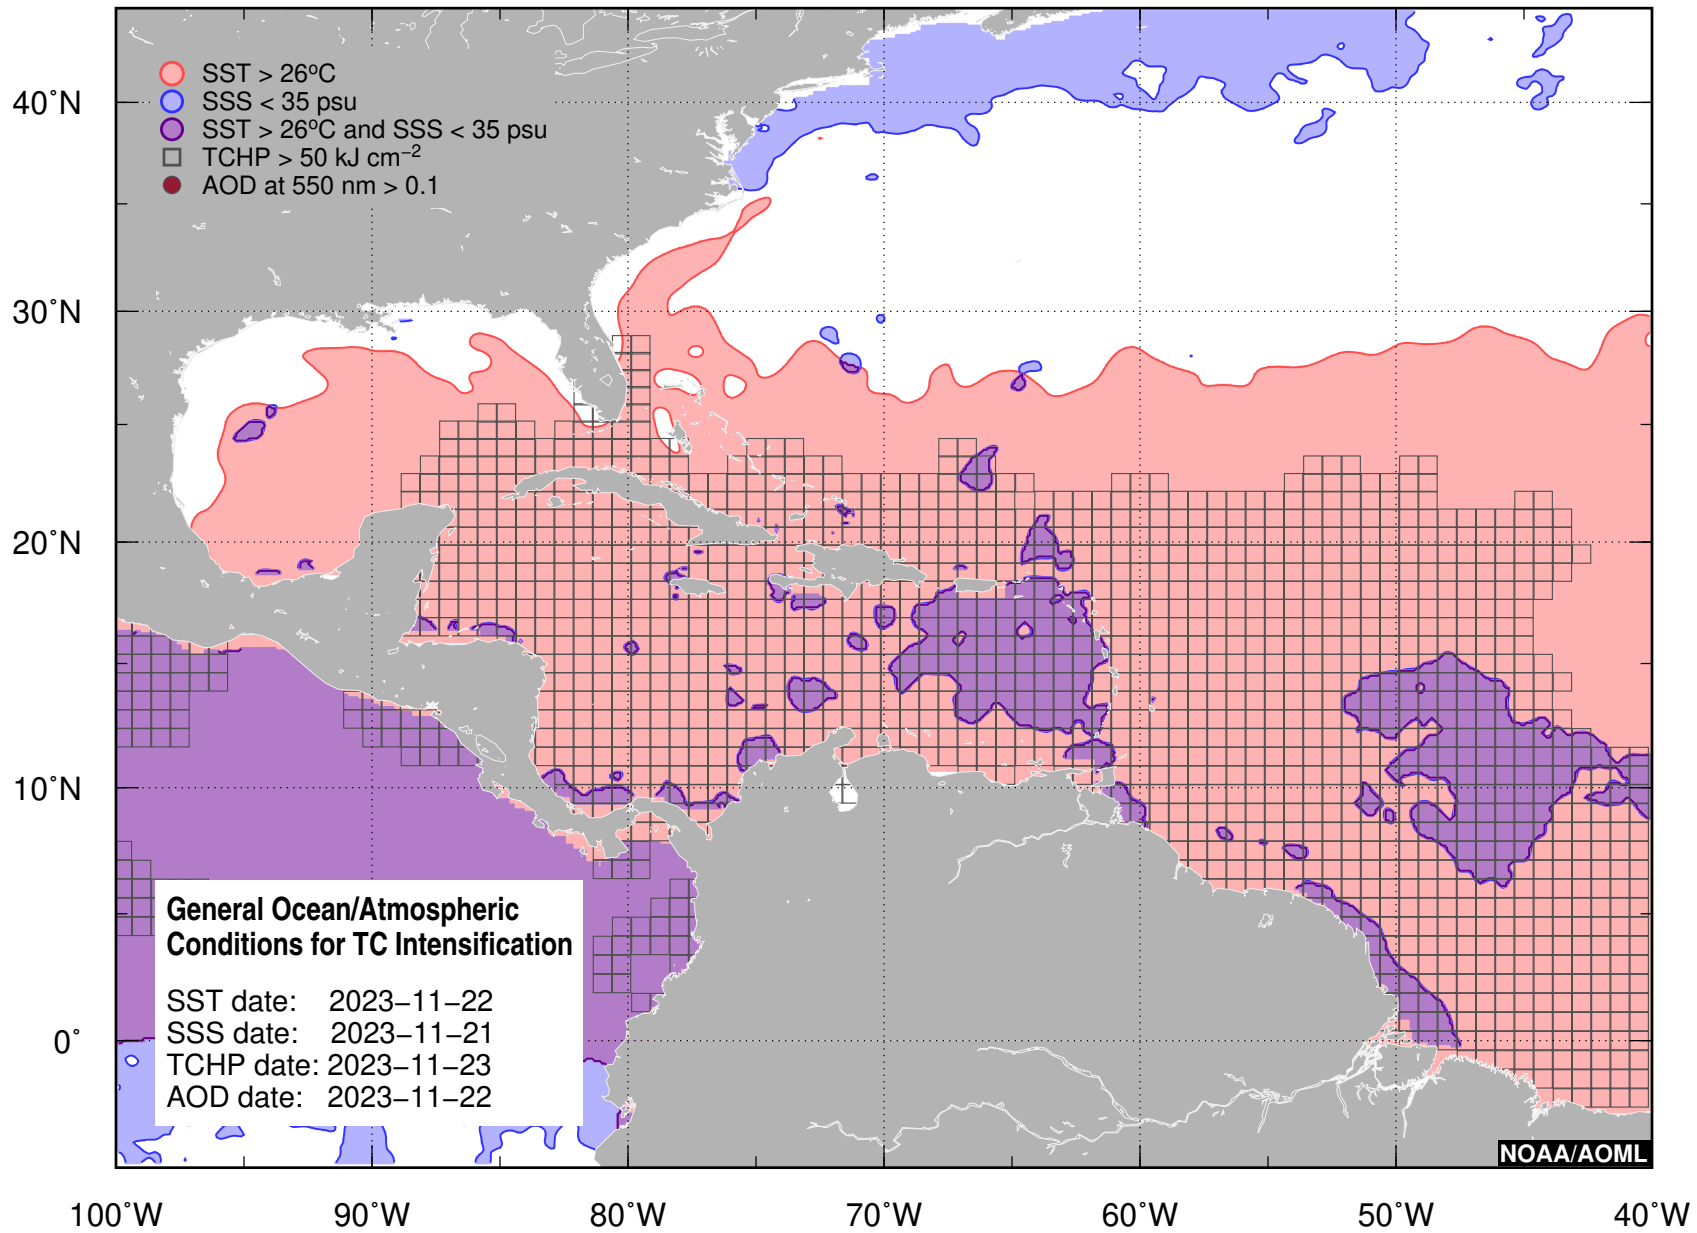 SST > 26ºC
SSS < 35 psu
SST > 26ºC and SSS < 35 psu
TCHP > 50 kJ cm⁻²
AOD at 550 nm > 0.1
40°N
30°N
20°N
10°N
0°
General Ocean/Atmospheric
Conditions for TC Intensification
SST date: 2023−11−22
SSS date: 2023−11−21
TCHP date: 2023−11−23
AOD date: 2023−11−22
NOAA/AOML
100°W 90°W 80°W 70°W 60°W 50°W 40°W